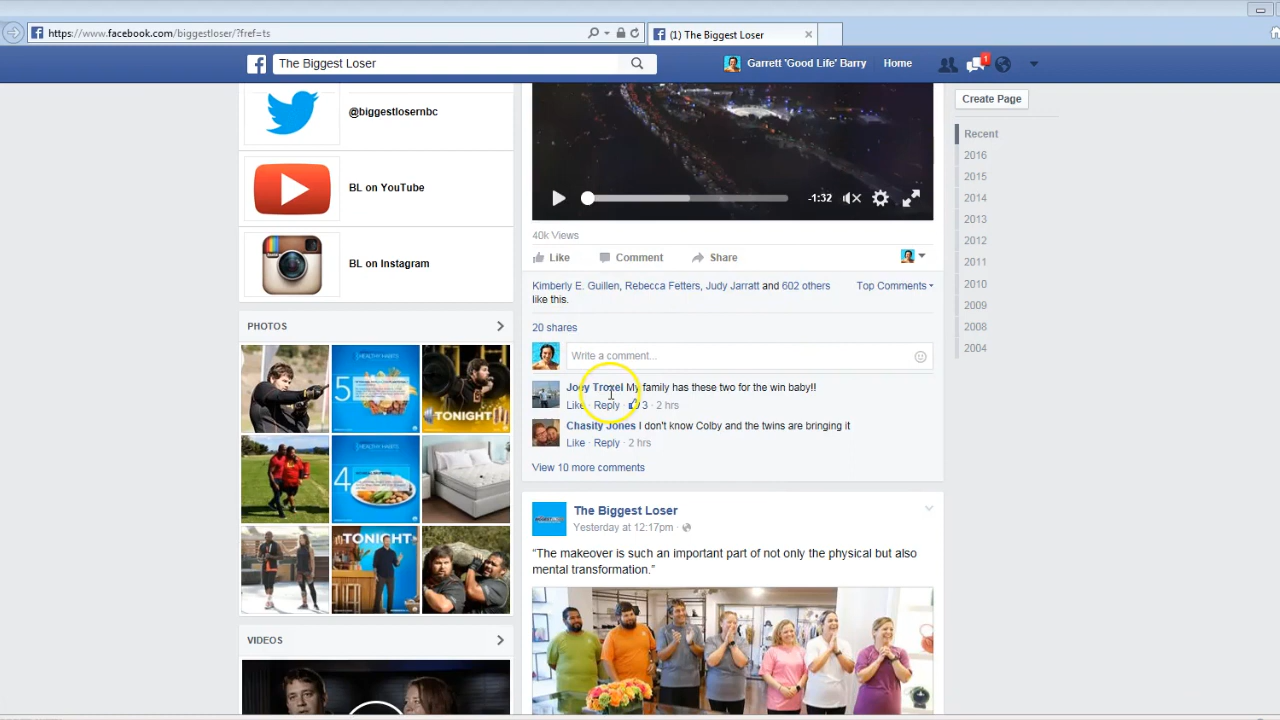 https://www.facebook.com/biggestloser/?fref=ts
(1) The Biggest Loser
The Biggest Loser
Garrett 'Good Life' Barry
Home
1
@biggestlosernbc
BL on YouTube
BL on Instagram
PHOTOS
5
TONIGHT
4
TONIGHT
VIDEOS
-1:32
40k Views
Like
Comment
Share
Kimberly E. Guillen, Rebecca Fetters, Judy Jarratt and 602 others
like this.
Top Comments
20 shares
Write a comment...
My family has these two for the win baby!!
Like · Reply · 3 · 2 hrs
Chasity Jones I don't know Colby and the twins are bringing it
Like · Reply · 2 hrs
View 10 more comments
The Biggest Loser
Yesterday at 12:17pm ·
“The makeover is such an important part of not only the physical but also
mental transformation.”
Create Page
Recent
2016
2015
2014
2013
2012
2011
2010
2009
2008
2004